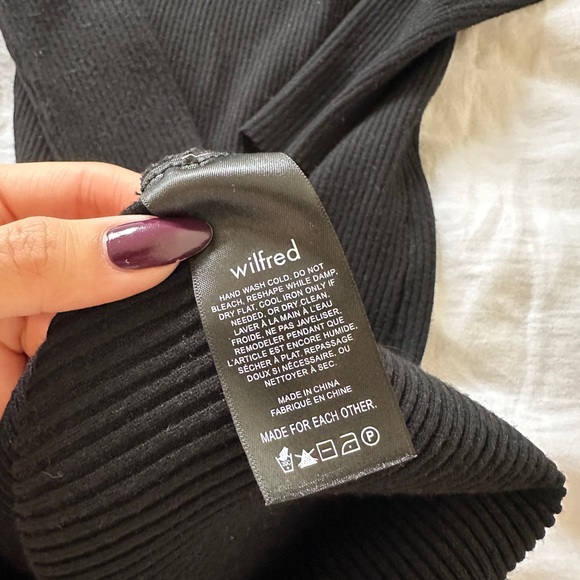 wilfred
HAND WASH COLD. DO NOT
BLEACH, RESHAPE WHILE DAMP.
DRY FLAT. COOL IRON ONLY IF
NEEDED, OR DRY CLEAN.
LAVER À LA MAIN À L'EAU
FROIDE. NE PAS JAVELISER.
REMODELER PENDANT QUE
L'ARTICLE EST ENCORE HUMIDE.
SÉCHER À PLAT. REPASSAGE
DOUX SI NÉCESSAIRE, OU
NETTOYER À SEC.
MADE IN CHINA
FABRIQUÉ EN CHINE
MADE FOR EACH OTHER.
P